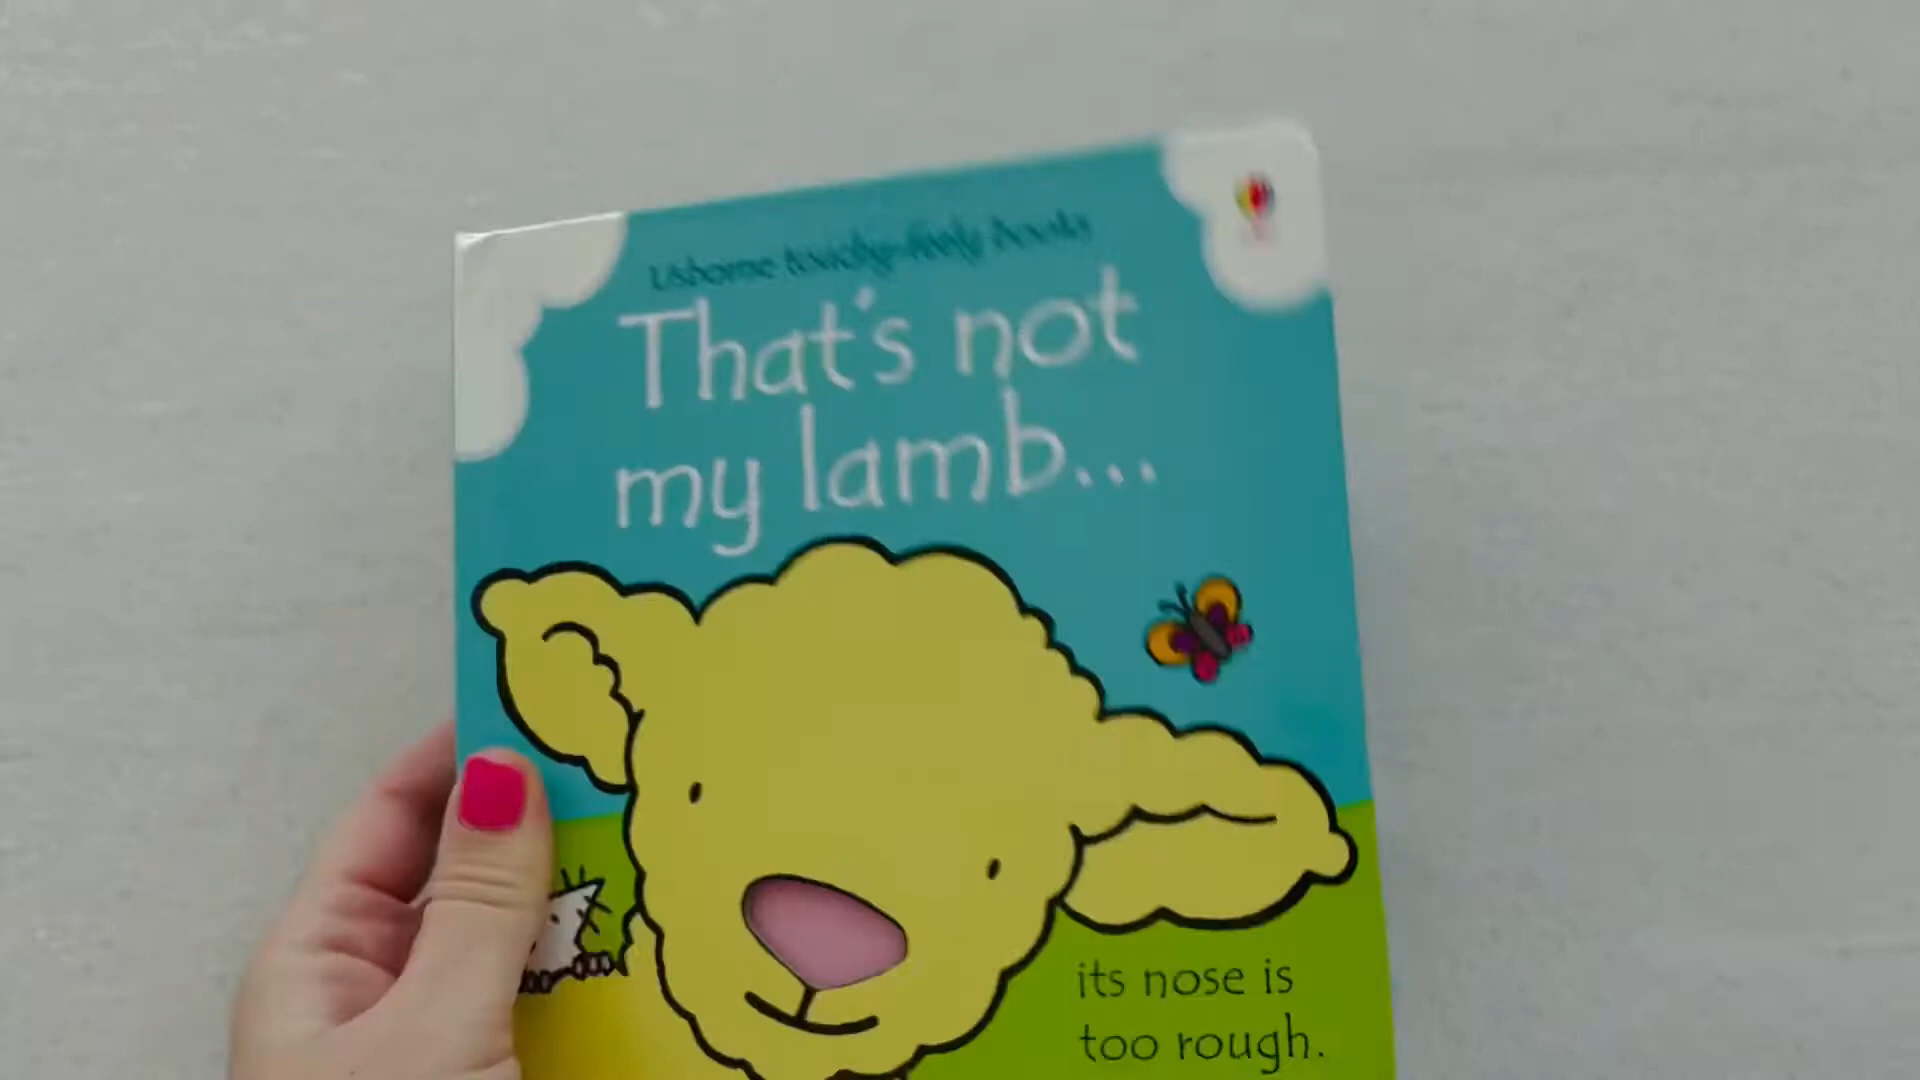 Usborne touchy-feely books
That's not
my lamb...
its nose is
too rough.